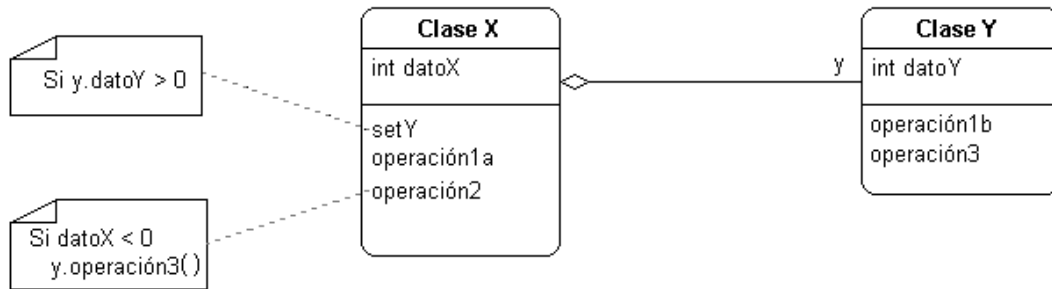 Si y.datoY > 0
Si datoX < 0
y.operación3()
Clase X
int datoX
setY
operación1a
operación2
y
Clase Y
int datoY
operación1b
operación3